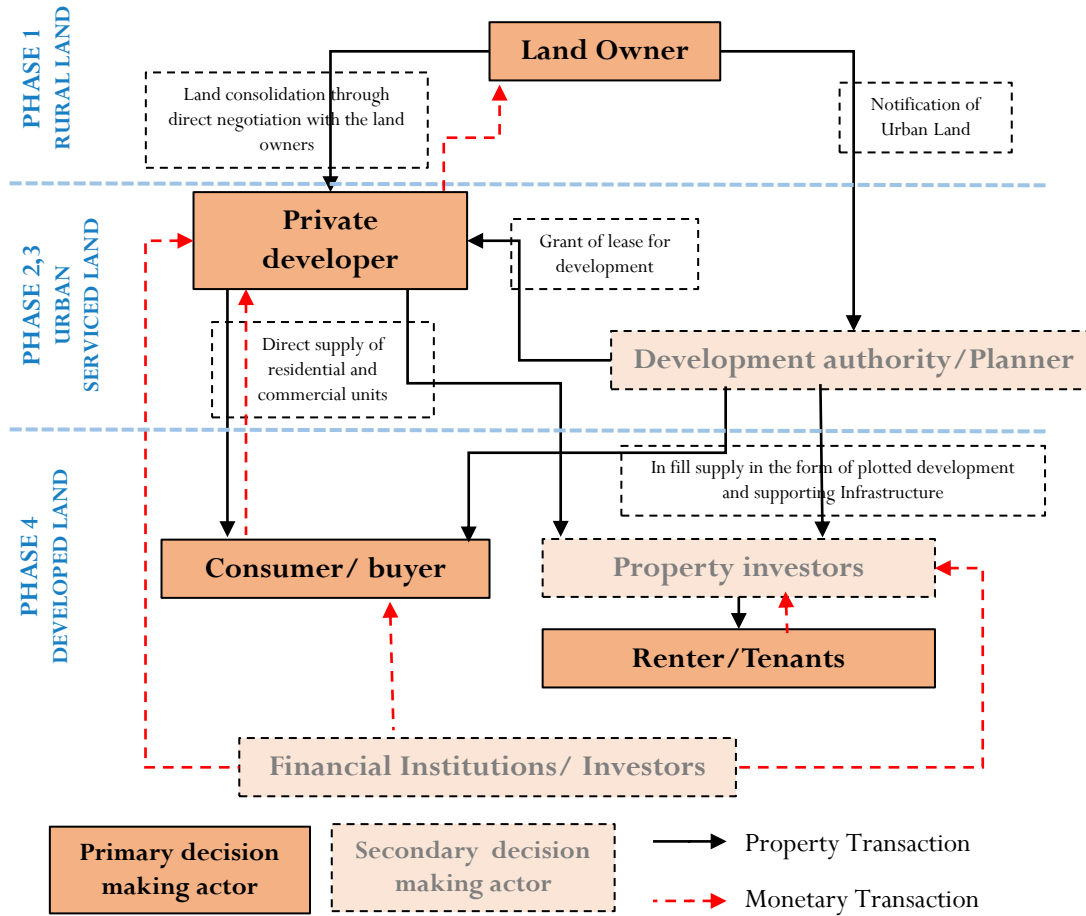 PHASE 1
RURAL LAND
Land Owner
Land consolidation through
direct negotiation with the land
owners
Notification of
Urban Land
PHASE 2,3
URBAN
SERVICED LAND
Private
developer
Grant of lease for
development
Direct supply of
residential and
commercial units
Development authority/Planner
PHASE 4
DEVELOPED LAND
In fill supply in the form of plotted development
and supporting Infrastructure
Consumer/ buyer
Property investors
Renter/Tenants
Financial Institutions/ Investors
Primary decision
making actor
Secondary decision
making actor
Property Transaction
Monetary Transaction